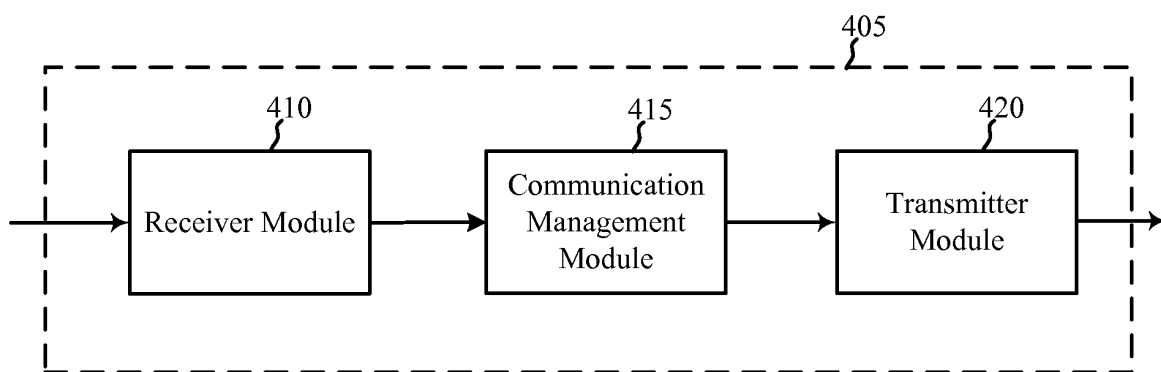 405
410
415
420
Receiver Module
Communication
Management
Module
Transmitter
Module